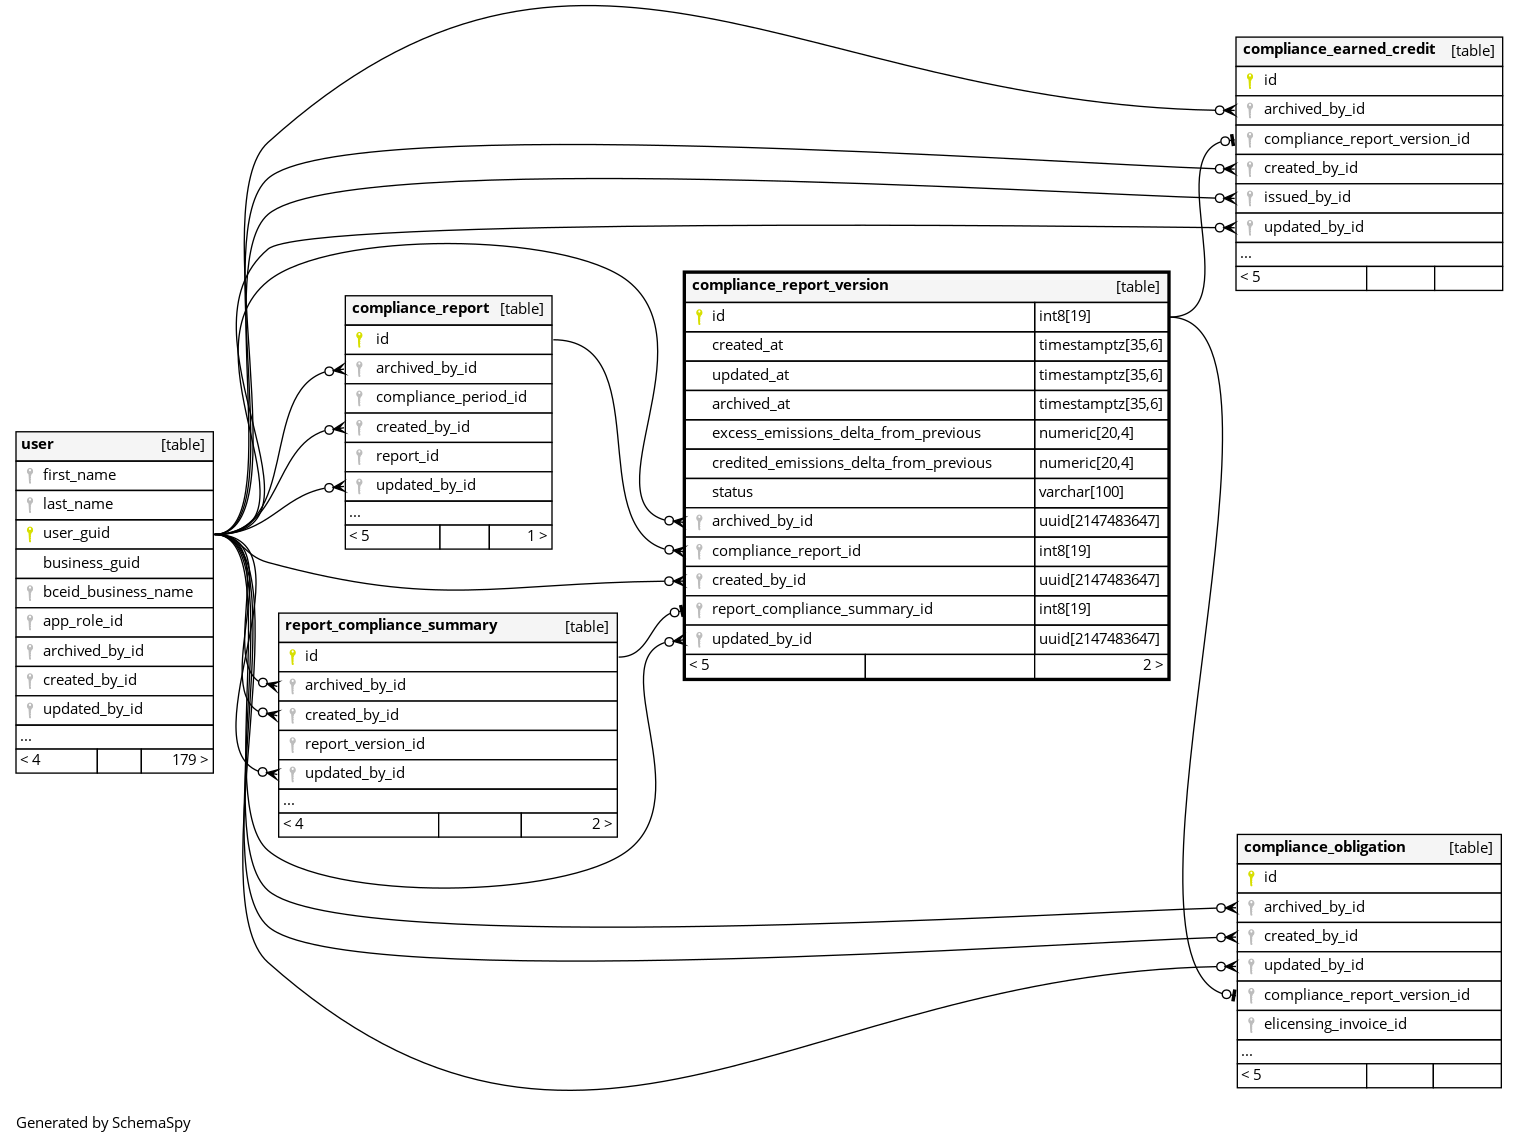 compliance_earned_credit [table]
id
archived_by_id
compliance_report_version_id
created_by_id
issued_by_id
updated_by_id
...
< 5
compliance_report_version [table]
id int8[19]
created_at timestamptz[35,6]
updated_at timestamptz[35,6]
archived_at timestamptz[35,6]
excess_emissions_delta_from_previous numeric[20,4]
credited_emissions_delta_from_previous numeric[20,4]
status varchar[100]
archived_by_id uuid[2147483647]
compliance_report_id int8[19]
created_by_id uuid[2147483647]
report_compliance_summary_id int8[19]
updated_by_id uuid[2147483647]
< 5 2 >
compliance_report [table]
id
archived_by_id
compliance_period_id
created_by_id
report_id
updated_by_id
...
< 5 1 >
user [table]
first_name
last_name
user_guid
business_guid
bceid_business_name
app_role_id
archived_by_id
created_by_id
updated_by_id
...
< 4 179 >
report_compliance_summary [table]
id
archived_by_id
created_by_id
report_version_id
updated_by_id
...
< 4 2 >
compliance_obligation [table]
id
archived_by_id
created_by_id
updated_by_id
compliance_report_version_id
elicensing_invoice_id
...
< 5
Generated by SchemaSpy